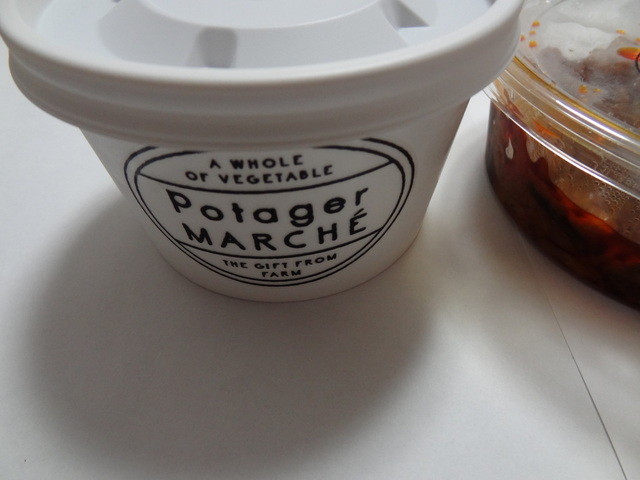 A WHOLE
OF VEGETABLE
Potager
MARCHÉ
THE GIFT FROM
FARM